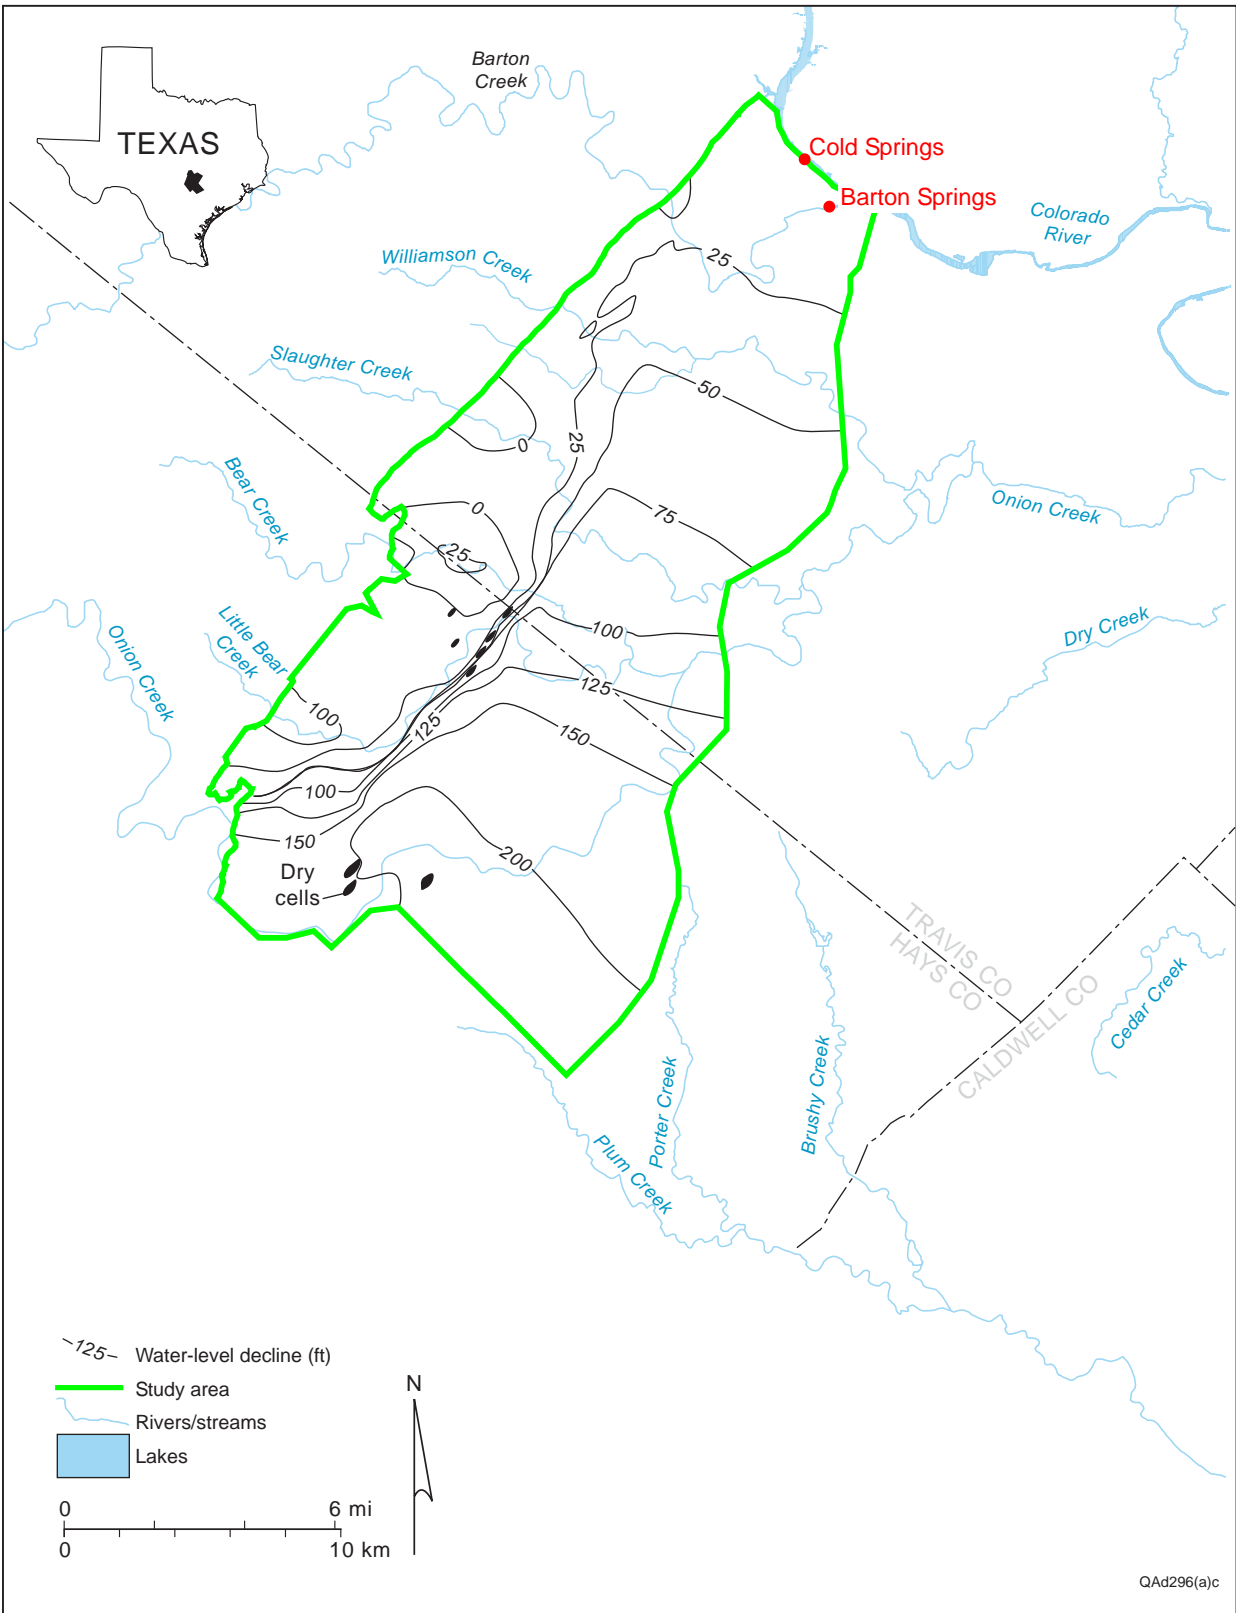 Barton
Creek
TEXAS
Cold Springs
Barton Springs
Colorado
River
Williamson Creek
25
Slaughter Creek
50
0
25
Bear Creek
Onion Creek
0
75
25
Little Bear
Creek
Onion Creek
100
Dry Creek
125
100
125
150
100
150
200
Dry
cells
TRAVIS CO
HAYS CO
CALDWELL CO
Cedar Creek
Porter Creek
Brushy Creek
Plum Creek
125
Water-level decline (ft)
Study area
Rivers/streams
Lakes
N
0
6 mi
0
10 km
QAd296(a)c